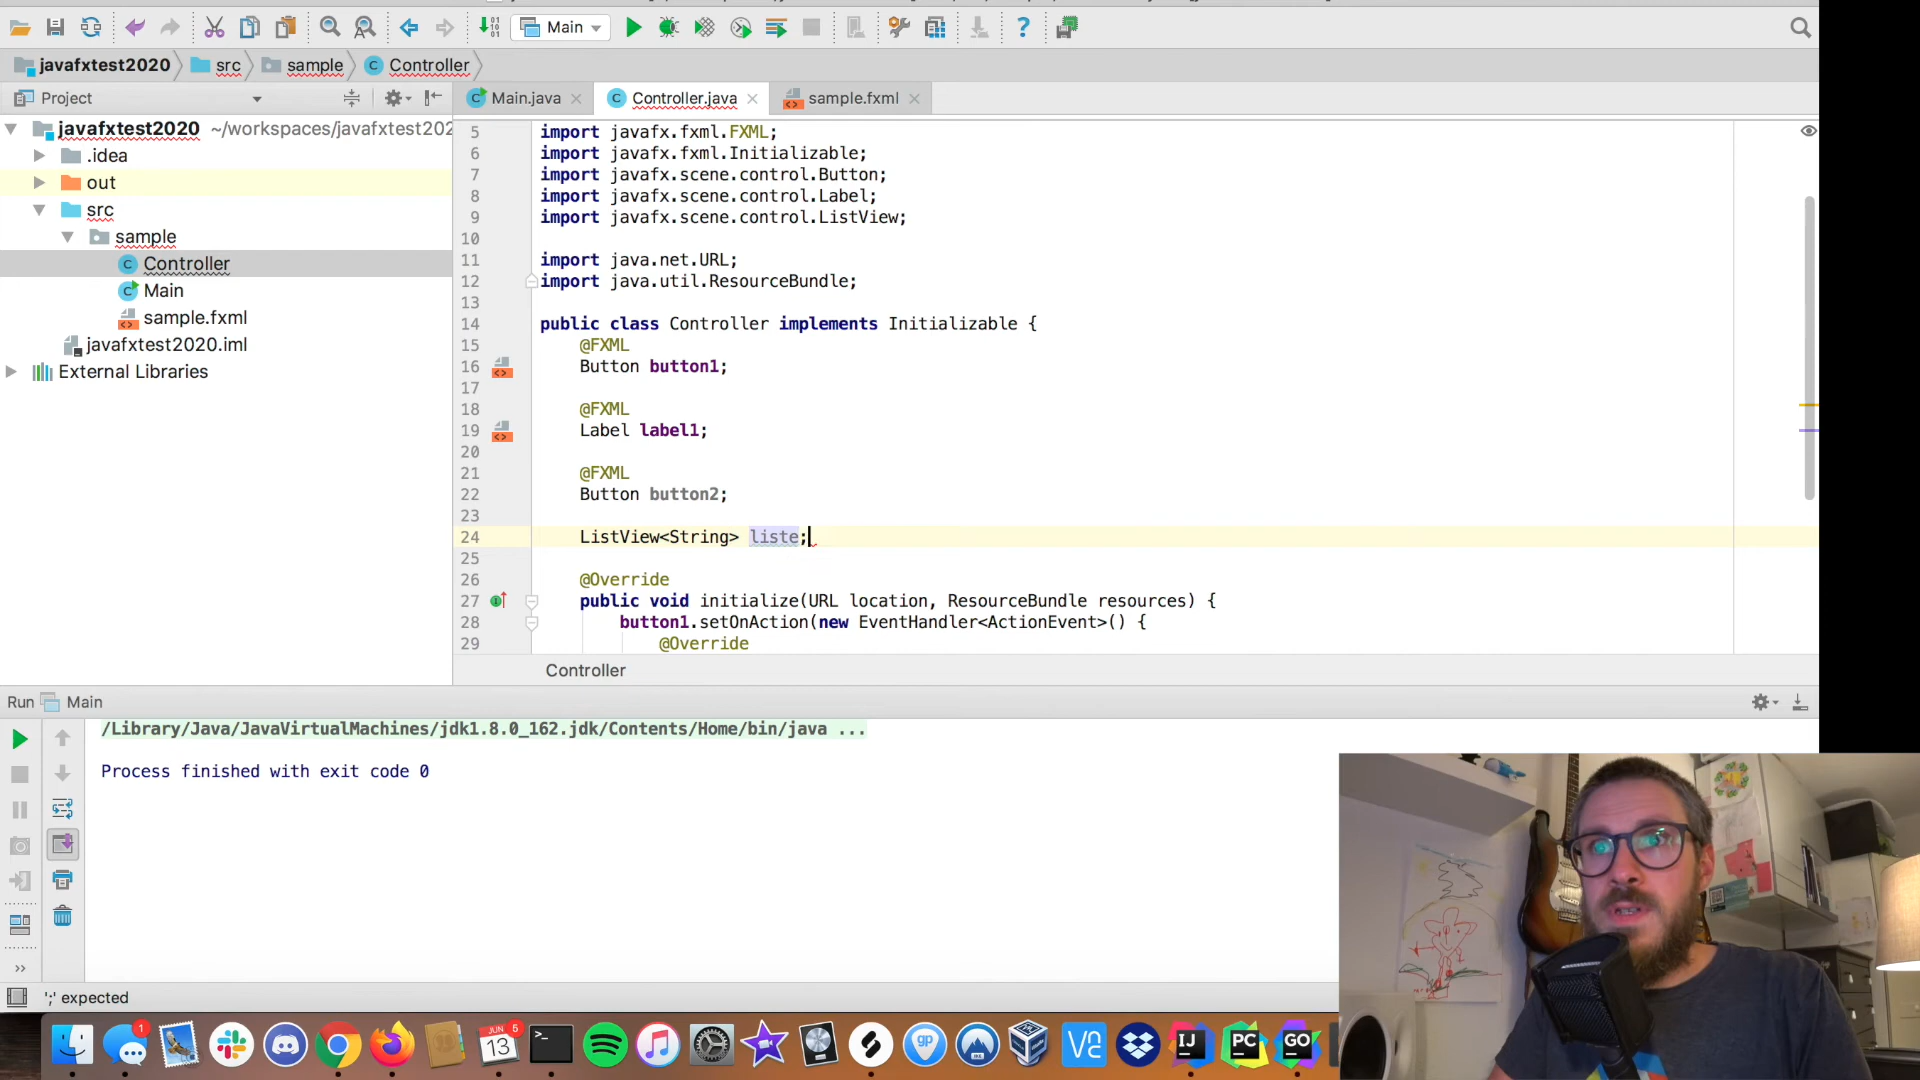 Main
javafxtest2020
src
sample
Controller
Project
Main.java
Controller.java
sample.fxml
javafxtest2020 ~/workspaces/javafxtest202
.idea
out
src
sample
Controller
Main
sample.fxml
javafxtest2020.iml
External Libraries
5 import javafx.fxml.FXML;
6 import javafx.fxml.Initializable;
7 import javafx.scene.control.Button;
8 import javafx.scene.control.Label;
9 import javafx.scene.control.ListView;
10
11 import java.net.URL;
12 import java.util.ResourceBundle;
13
14 public class Controller implements Initializable {
15 @FXML
16 Button button1;
17
18 @FXML
19 Label label1;
20
21 @FXML
22 Button button2;
23
24 ListView<String> liste;
25
26 @Override
27 public void initialize(URL location, ResourceBundle resources) {
28 button1.setOnAction(new EventHandler<ActionEvent>() {
29 @Override
Controller
Run Main
/Library/Java/JavaVirtualMachines/jdk1.8.0_162.jdk/Contents/Home/bin/java ...
Process finished with exit code 0
';' expected
1
JUN 5
13
gp
IJ
PC
GO